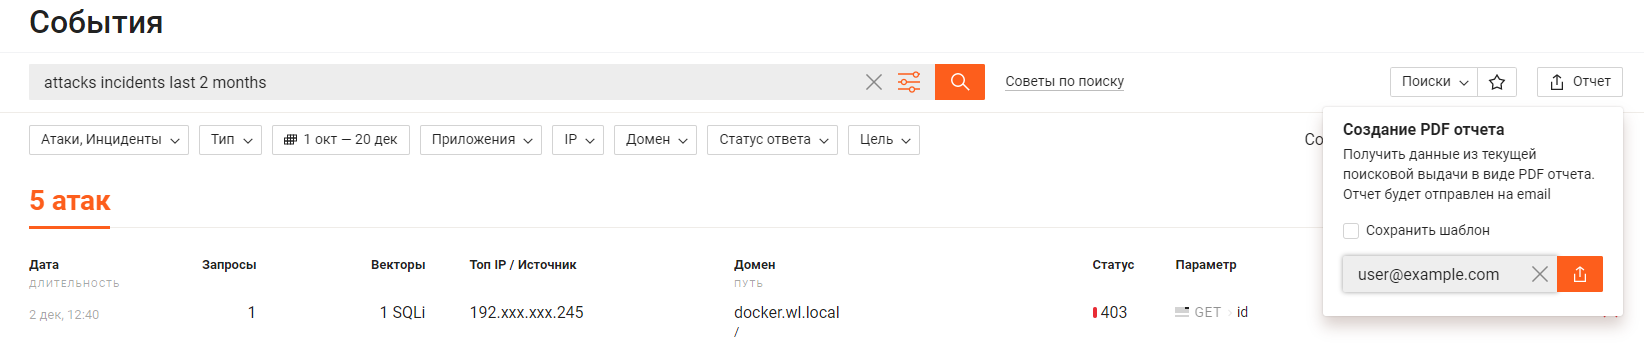 События
attacks incidents last 2 months
Советы по поиску
Поиски
Отчет
Атаки, Инциденты
Тип
1 окт — 20 дек
Приложения
IP
Домен
Статус ответа
Цель
Со
Создание PDF отчета
Получить данные из текущей
поисковой выдачи в виде PDF отчета.
Отчет будет отправлен на email
Сохранить шаблон
user@example.com
5 атак
Дата
ДЛИТЕЛЬНОСТЬ
Запросы
Векторы
Топ IP / Источник
Домен
ПУТЬ
Статус
Параметр
2 дек, 12:40
1
1 SQLi
192.xxx.xxx.245
docker.wl.local
/
403
GET id